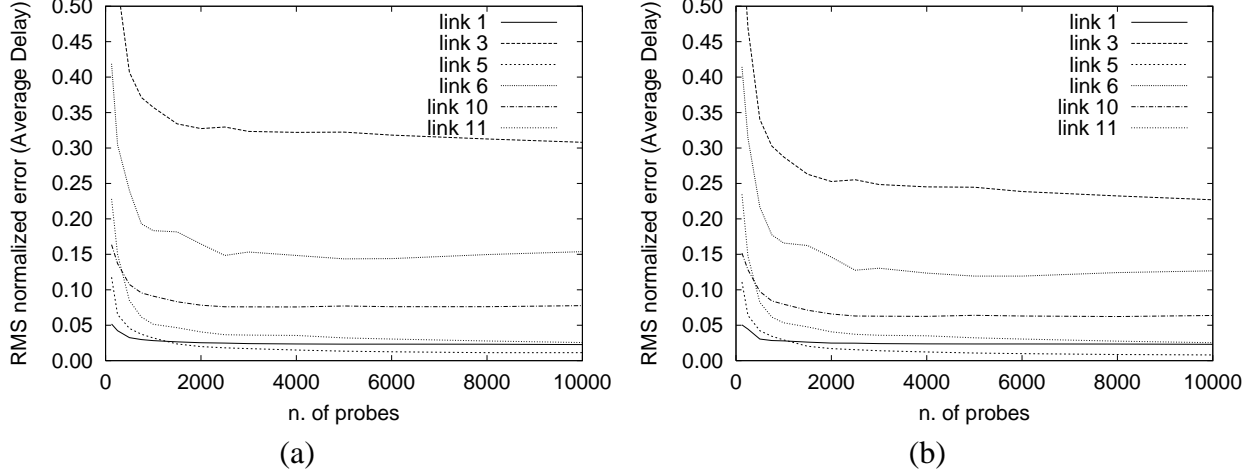 RMS normalized error (Average Delay)
0.50
0.45
0.40
0.35
0.30
0.25
0.20
0.15
0.10
0.05
0.00
link 1
link 3
link 5
link 6
link 10
link 11
0 2000 4000 6000 8000 10000
n. of probes
(a)
RMS normalized error (Average Delay)
0.50
0.45
0.40
0.35
0.30
0.25
0.20
0.15
0.10
0.05
0.00
link 1
link 3
link 5
link 6
link 10
link 11
0 2000 4000 6000 8000 10000
n. of probes
(b)